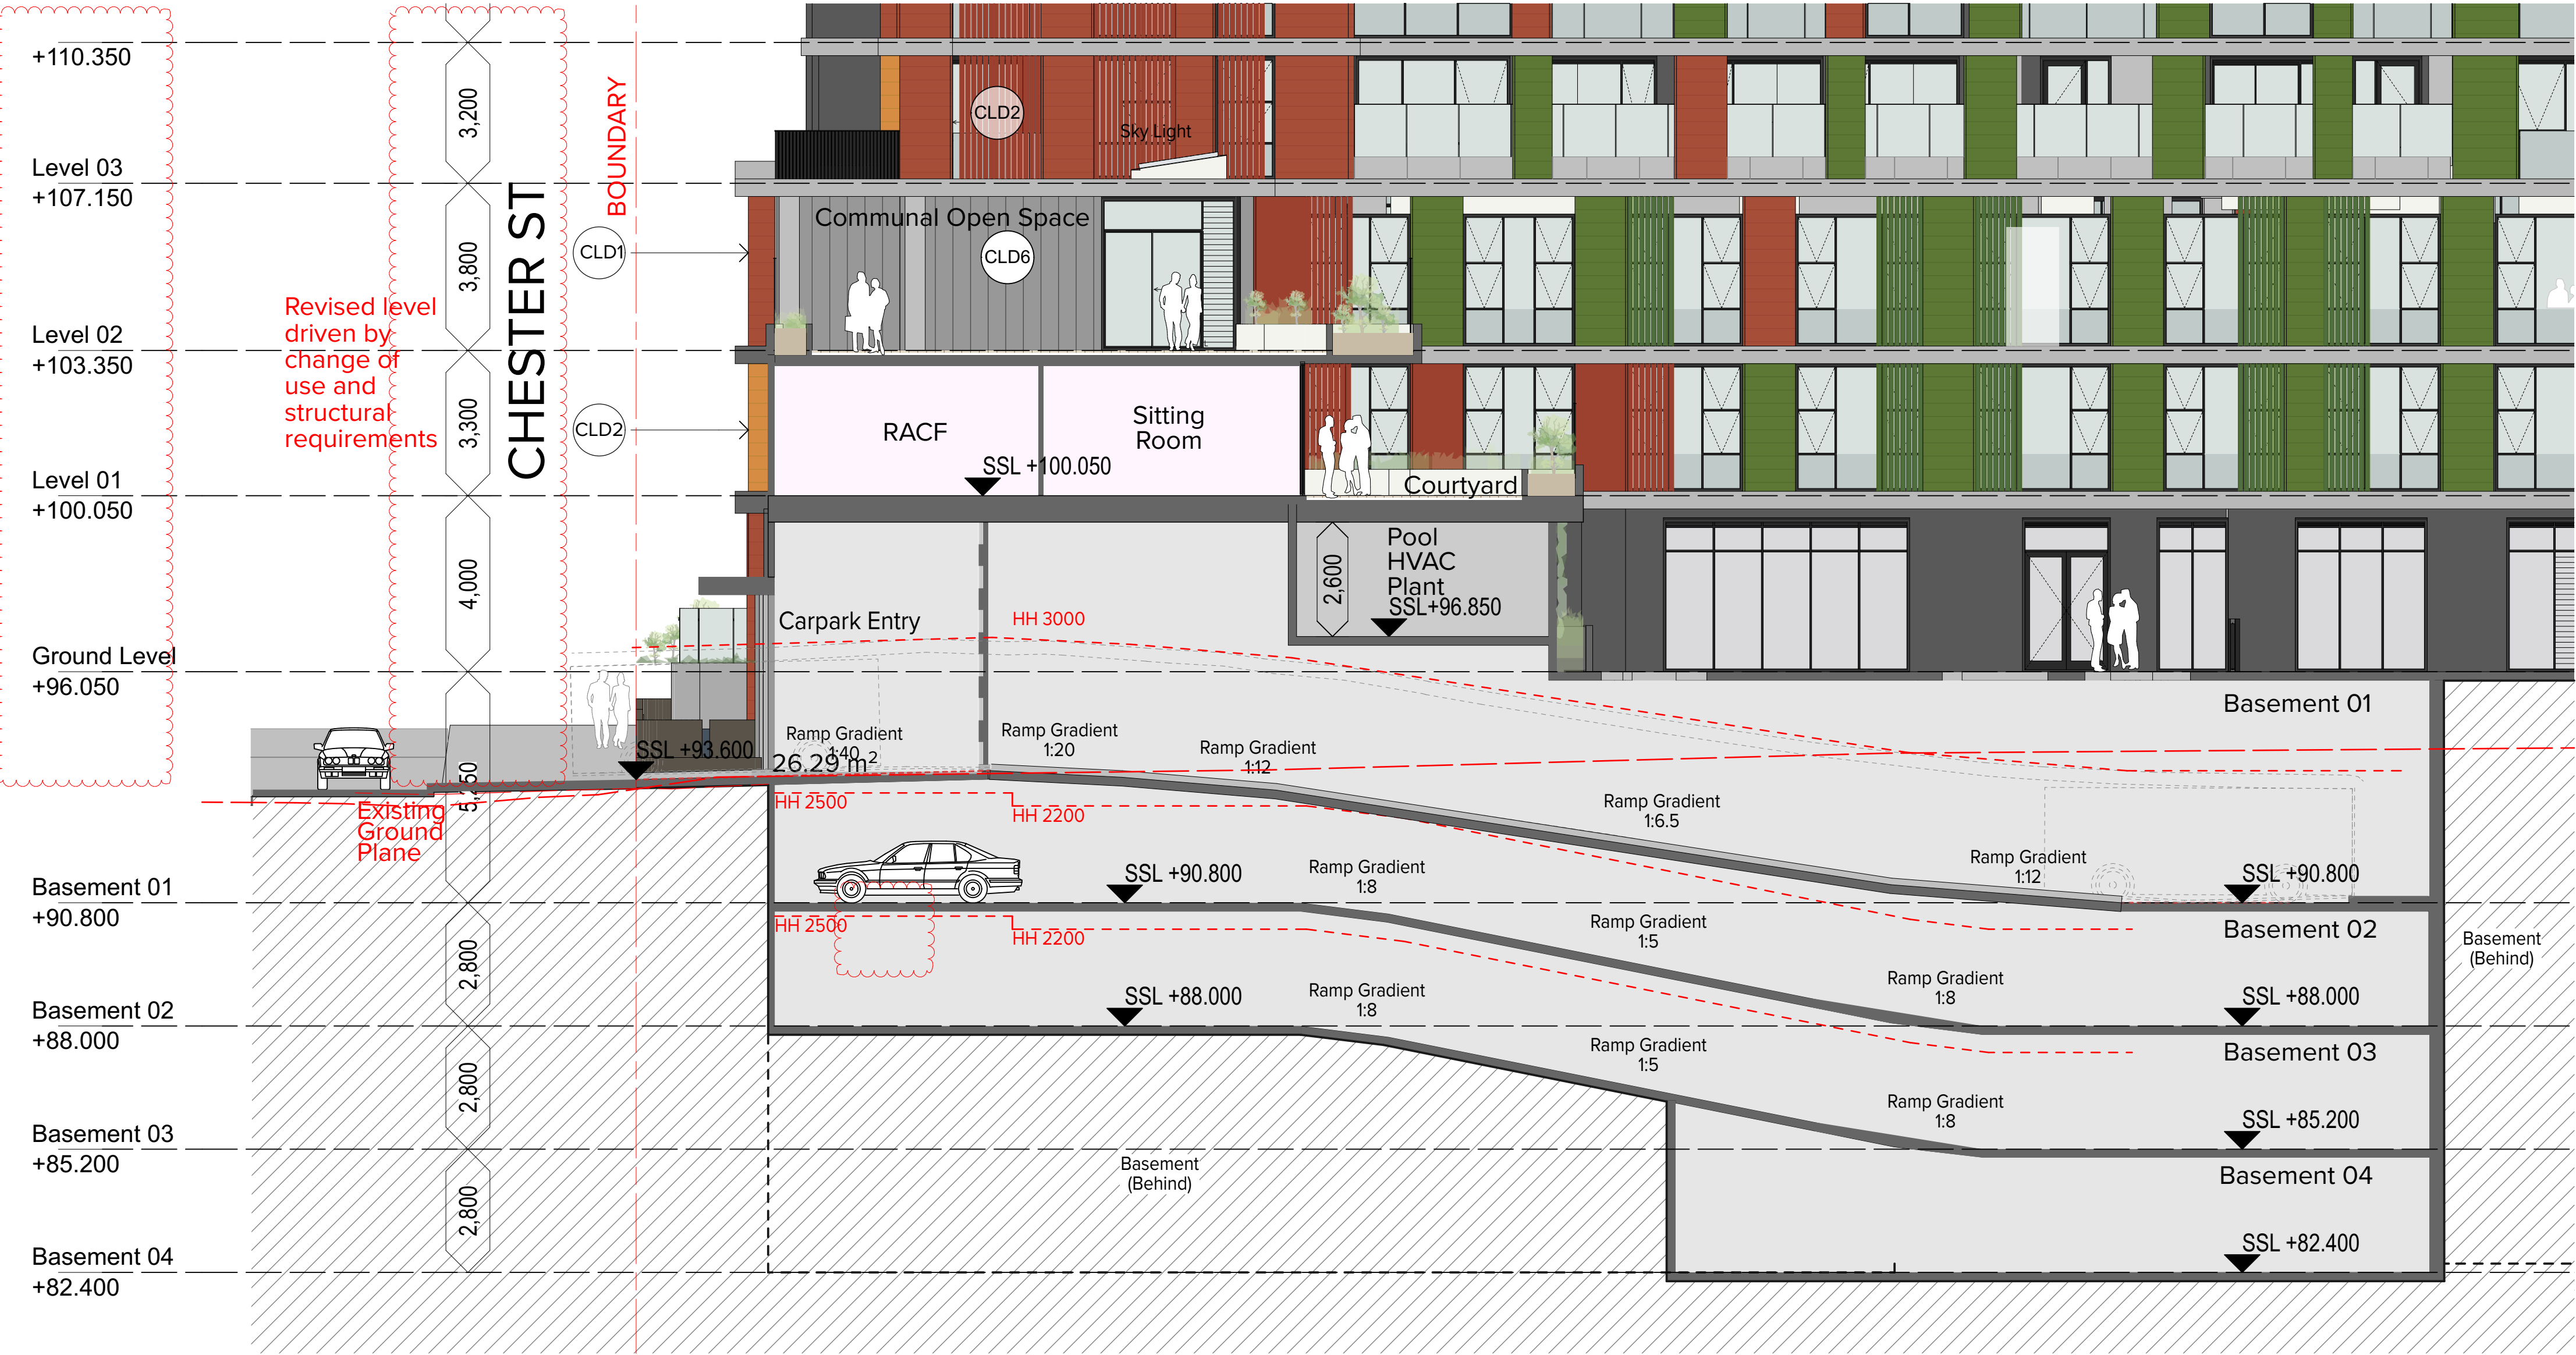 +110.350
3,200
BOUNDARY
CLD2
Sky Light
Level 03
+107.150
CHESTER ST
3,800
CLD1
Communal Open Space
CLD6
Revised level
driven by
change of
use and
structural
requirements
Level 02
+103.350
3,300
CLD2
RACF
Sitting
Room
SSL +100.050
Courtyard
Level 01
+100.050
4,000
2,600
Pool
HVAC
Plant
SSL+96.850
Carpark Entry
HH 3000
Ground Level
+96.050
Basement 01
Ramp Gradient
1:40
Ramp Gradient
1:20
Ramp Gradient
1:12
SSL +93.600
26.29 m²
5,250
Existing
Ground
Plane
HH 2500
HH 2200
Ramp Gradient
1:6.5
Ramp Gradient
1:12
SSL +90.800
Basement 01
+90.800
SSL +90.800
Ramp Gradient
1:8
HH 2500
HH 2200
Ramp Gradient
1:5
Basement 02
Basement
(Behind)
2,800
Ramp Gradient
1:8
SSL +88.000
Basement 02
+88.000
SSL +88.000
Ramp Gradient
1:8
Ramp Gradient
1:5
Basement 03
2,800
Ramp Gradient
1:8
SSL +85.200
Basement 03
+85.200
Basement
(Behind)
Basement 04
2,800
SSL +82.400
Basement 04
+82.400